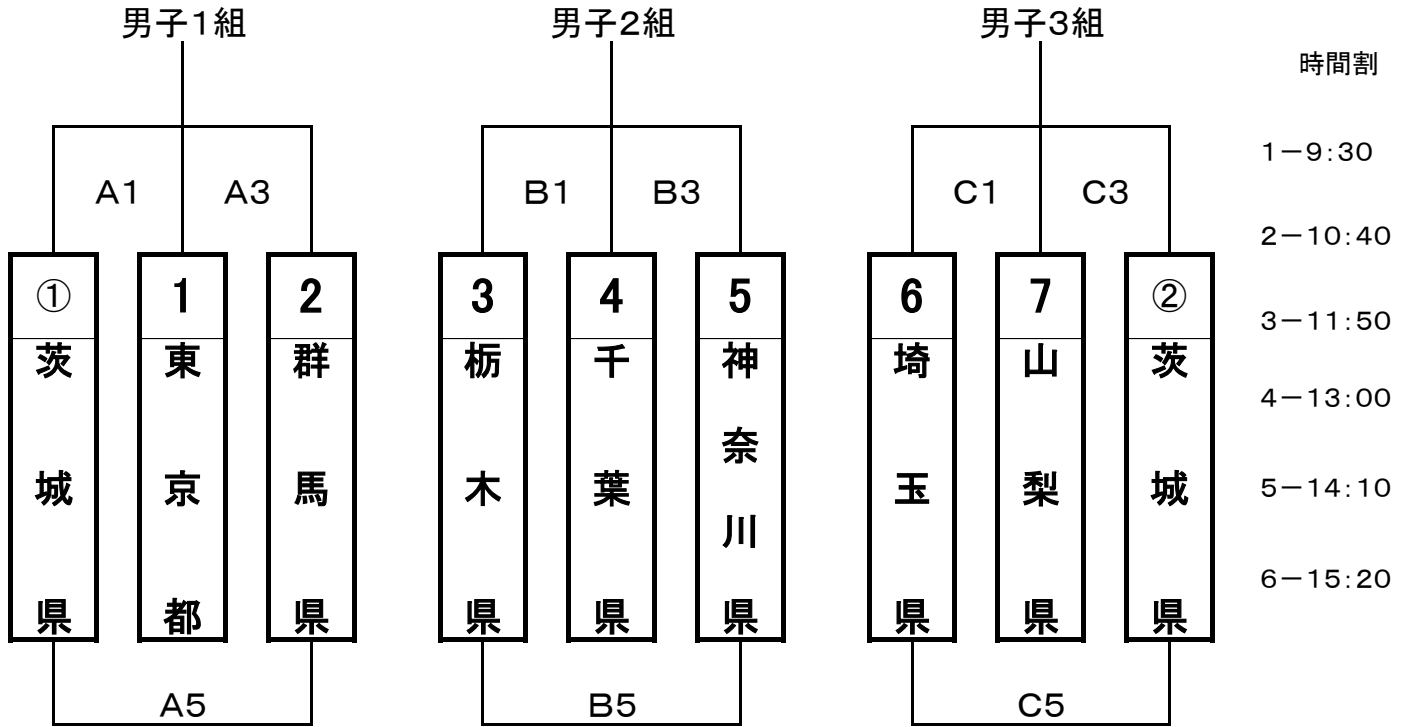 男子1組
男子2組
男子3組
時間割
A1
A3
B1
B3
C1
C3
1－9:30
2－10:40
3－11:50
4－13:00
5－14:10
6－15:20
①
茨城県
1
東京都
2
群馬県
3
栃木県
4
千葉県
5
神奈川県
6
埼玉県
7
山梨県
②
茨城県
A5
B5
C5